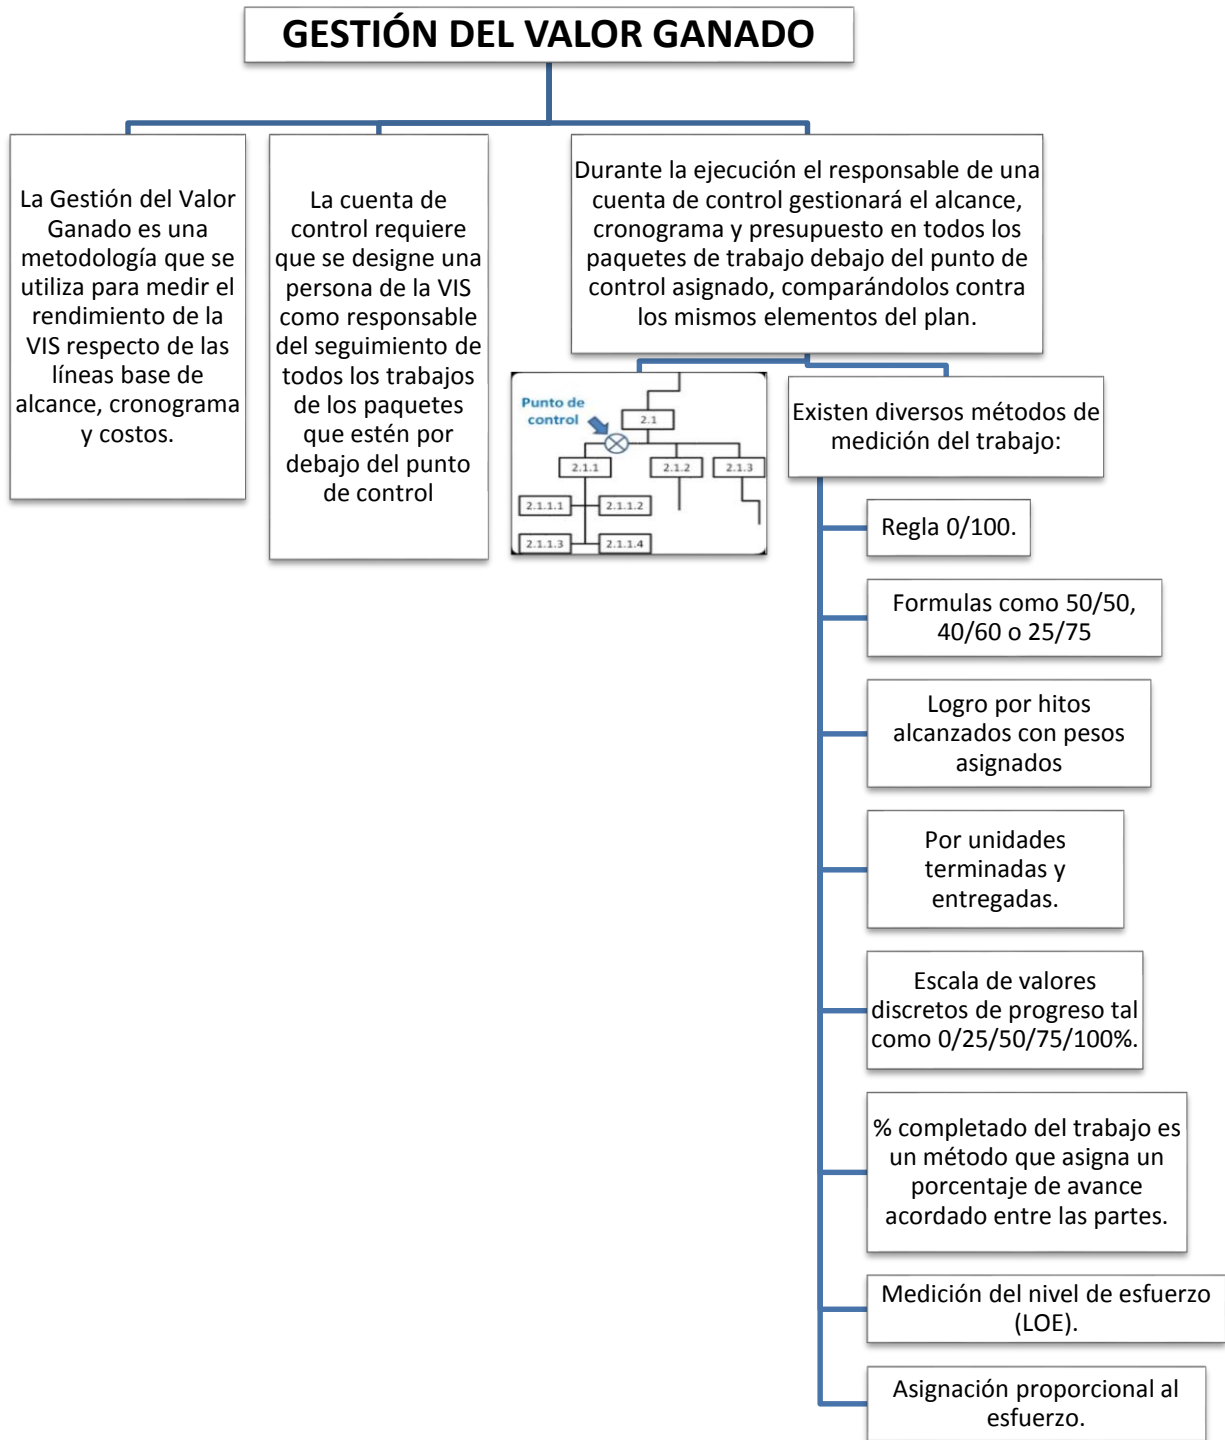 GESTIÓN DEL VALOR GANADO
La Gestión del Valor
Ganado es una
metodología que se
utiliza para medir el
rendimiento de la
VIS respecto de las
líneas base de
alcance, cronograma
y costos.
La cuenta de
control requiere
que se designe una
persona de la VIS
como responsable
del seguimiento de
todos los trabajos
de los paquetes
que estén por
debajo del punto
de control
Durante la ejecución el responsable de una
cuenta de control gestionará el alcance,
cronograma y presupuesto en todos los
paquetes de trabajo debajo del punto de
control asignado, comparándolos contra
los mismos elementos del plan.
Punto de
control
2.1
2.1.1
2.1.2
2.1.3
2.1.1.1
2.1.1.2
2.1.1.3
2.1.1.4
Existen diversos métodos de
medición del trabajo:
Regla 0/100.
Formulas como 50/50,
40/60 o 25/75
Logro por hitos
alcanzados con pesos
asignados
Por unidades
terminadas y
entregadas.
Escala de valores
discretos de progreso tal
como 0/25/50/75/100%.
% completado del trabajo es
un método que asigna un
porcentaje de avance
acordado entre las partes.
Medición del nivel de esfuerzo
(LOE).
Asignación proporcional al
esfuerzo.